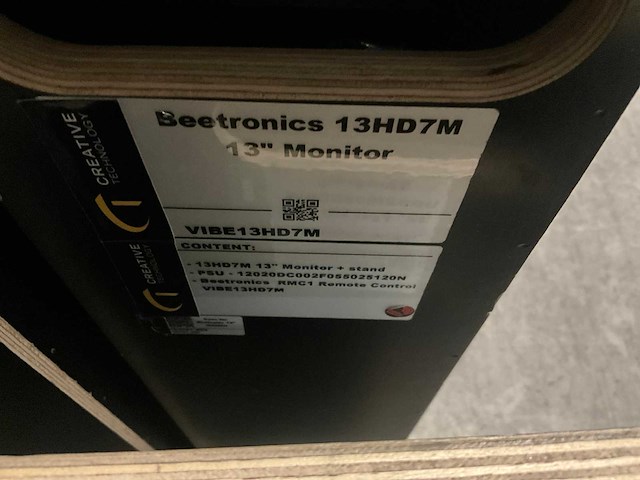 CREATIVE
TECHNOLOGY
Beetronics 13HD7M
13" Monitor
VIBE13HD7M
CREATIVE
TECHNOLOGY
CONTENT:
- 13HD7M 13" Monitor + stand
- PSU - 12020DC002F055025120N
- Beetronics RMC1 Remote Control
VIBE13HD7M